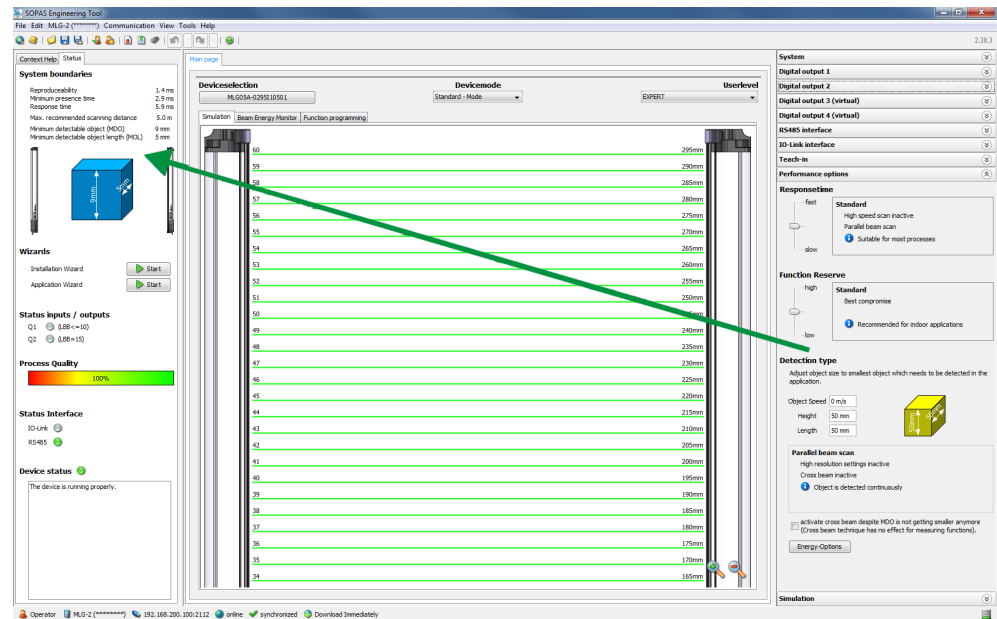 SOPAS Engineering Tool
File Edit MLG-2 (********) Communication View Tools Help
2.38.3
Context Help Status
System boundaries
Reproduceability 1.4 ms
Minimum presence time 2.9 ms
Response time 5.9 ms
Max. recommended scanning distance 5.0 m
Minimum detectable object (MDO) 9 mm
Minimum detectable object length (MOL) 5 mm
9mm
5mm
Wizards
Installation Wizard Start
Application Wizard Start
Status inputs / outputs
Q1 (LBB<=10)
Q2 (LBB=15)
Process Quality
100%
Status Interface
IO-Link
RS485
Device status
The device is running properly.
Main page
Deviceselection Devicemode Userlevel
MLG05A-0295I10501 Standard - Mode EXPERT
Simulation Beam Energy Monitor Function programming
60 295mm
59 290mm
58 285mm
57 280mm
56 275mm
55 270mm
54 265mm
53 260mm
52 255mm
51 250mm
50
49 240mm
48 235mm
47 230mm
46 225mm
45 220mm
44 215mm
43 210mm
42 205mm
41 200mm
40 195mm
39 190mm
38 185mm
37 180mm
36 175mm
35 170mm
34 165mm
System
Digital output 1
Digital output 2
Digital output 3 (virtual)
Digital output 4 (virtual)
RS485 interface
IO-Link interface
Teach-in
Performance options
Responsetime
fast
slow
Standard
High speed scan inactive
Parallel beam scan
Suitable for most processes
Function Reserve
high
low
Standard
Best compromise
Recommended for indoor applications
Detection type
Adjust object size to smallest object which needs to be detected in the
application.
Object Speed 0 m/s
Height 50 mm
Length 50 mm
50mm
50mm
Parallel beam scan
High resolution settings inactive
Cross beam inactive
Object is detected continuously
activate cross beam despite MDO is not getting smaller anymore
(Cross beam technique has no effect for measuring functions).
Energy-Options
Simulation
Operator MLG-2 (********) 192.168.200.100:2112 online synchronized Download Immediately